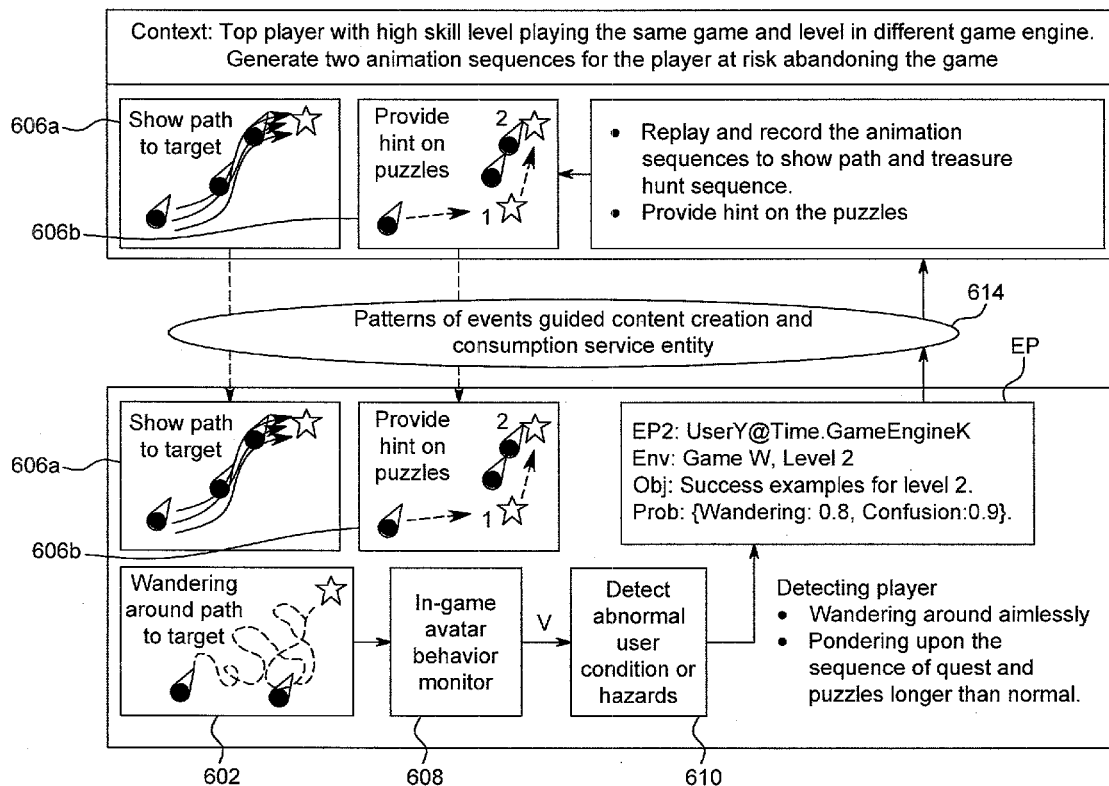 Context: Top player with high skill level playing the same game and level in different game engine.
Generate two animation sequences for the player at risk abandoning the game
606a
Show path
to target
Provide
hint on
puzzles
2
1
606b
• Replay and record the animation
sequences to show path and treasure
hunt sequence.
• Provide hint on the puzzles
614
Patterns of events guided content creation and
consumption service entity
EP
606a
Show path
to target
Provide
hint on
puzzles
2
1
606b
EP2: UserY@Time.GameEngineK
Env: Game W, Level 2
Obj: Success examples for level 2.
Prob: {Wandering: 0.8, Confusion:0.9}.
Wandering
around path
to target
In-game
avatar
behavior
monitor
V
Detect
abnormal
user
condition or
hazards
Detecting player
• Wandering around aimlessly
• Pondering upon the
sequence of quest and
puzzles longer than normal.
602
608
610